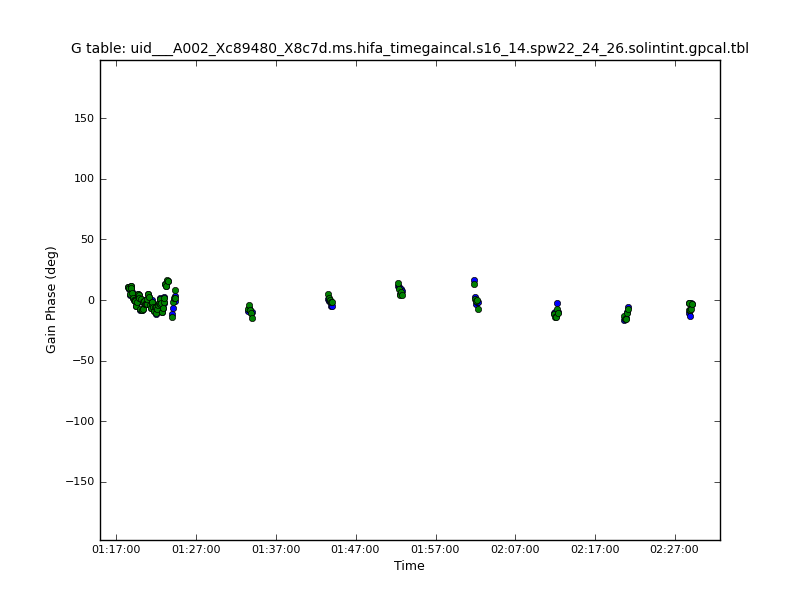 G table: uid___A002_Xc89480_X8c7d.ms.hifa_timegaincal.s16_14.spw22_24_26.solintint.gpcal.tbl
150
100
50
0
−50
−100
−150
Gain Phase (deg)
01:17:00 01:27:00 01:37:00 01:47:00 01:57:00 02:07:00 02:17:00 02:27:00
Time